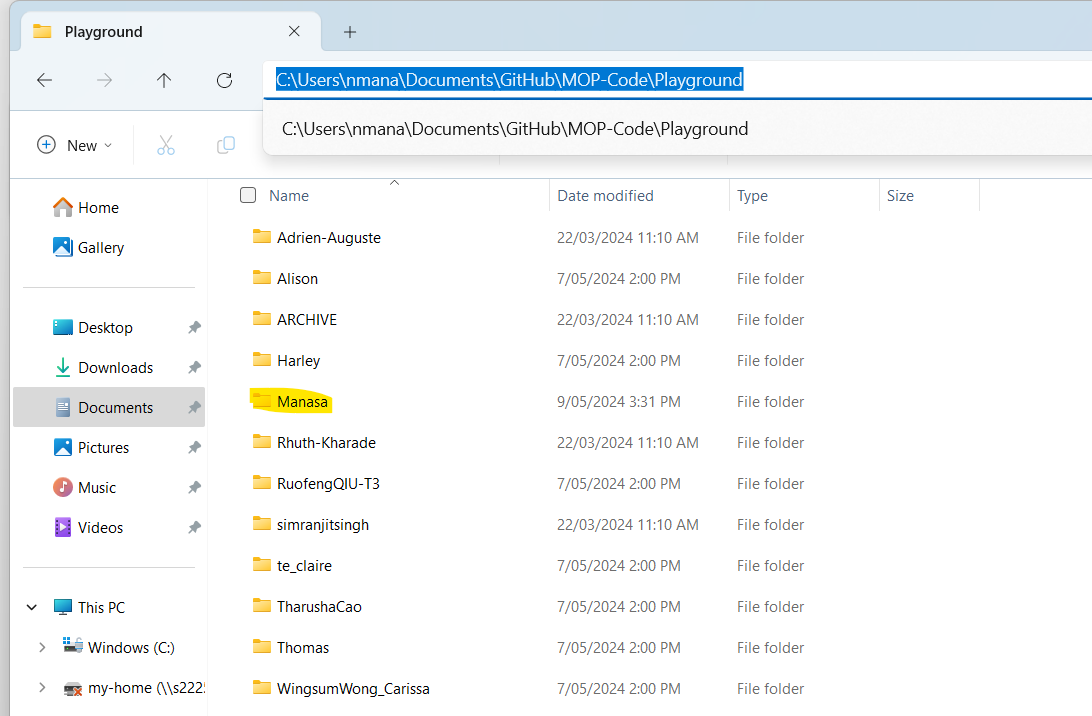 Playground
C:\Users\nmana\Documents\GitHub\MOP-Code\Playground
C:\Users\nmana\Documents\GitHub\MOP-Code\Playground
New
Name Date modified Type Size
Home
Gallery
Desktop
Downloads
Documents
Pictures
Music
Videos
This PC
Windows (C:)
my-home (\\s2225
Adrien-Auguste 22/03/2024 11:10 AM File folder
Alison 7/05/2024 2:00 PM File folder
ARCHIVE 22/03/2024 11:10 AM File folder
Harley 7/05/2024 2:00 PM File folder
Manasa 9/05/2024 3:31 PM File folder
Rhuth-Kharade 22/03/2024 11:10 AM File folder
RuofengQIU-T3 7/05/2024 2:00 PM File folder
simranjitsingh 22/03/2024 11:10 AM File folder
te_claire 7/05/2024 2:00 PM File folder
TharushaCao 7/05/2024 2:00 PM File folder
Thomas 7/05/2024 2:00 PM File folder
WingsumWong_Carissa 7/05/2024 2:00 PM File folder